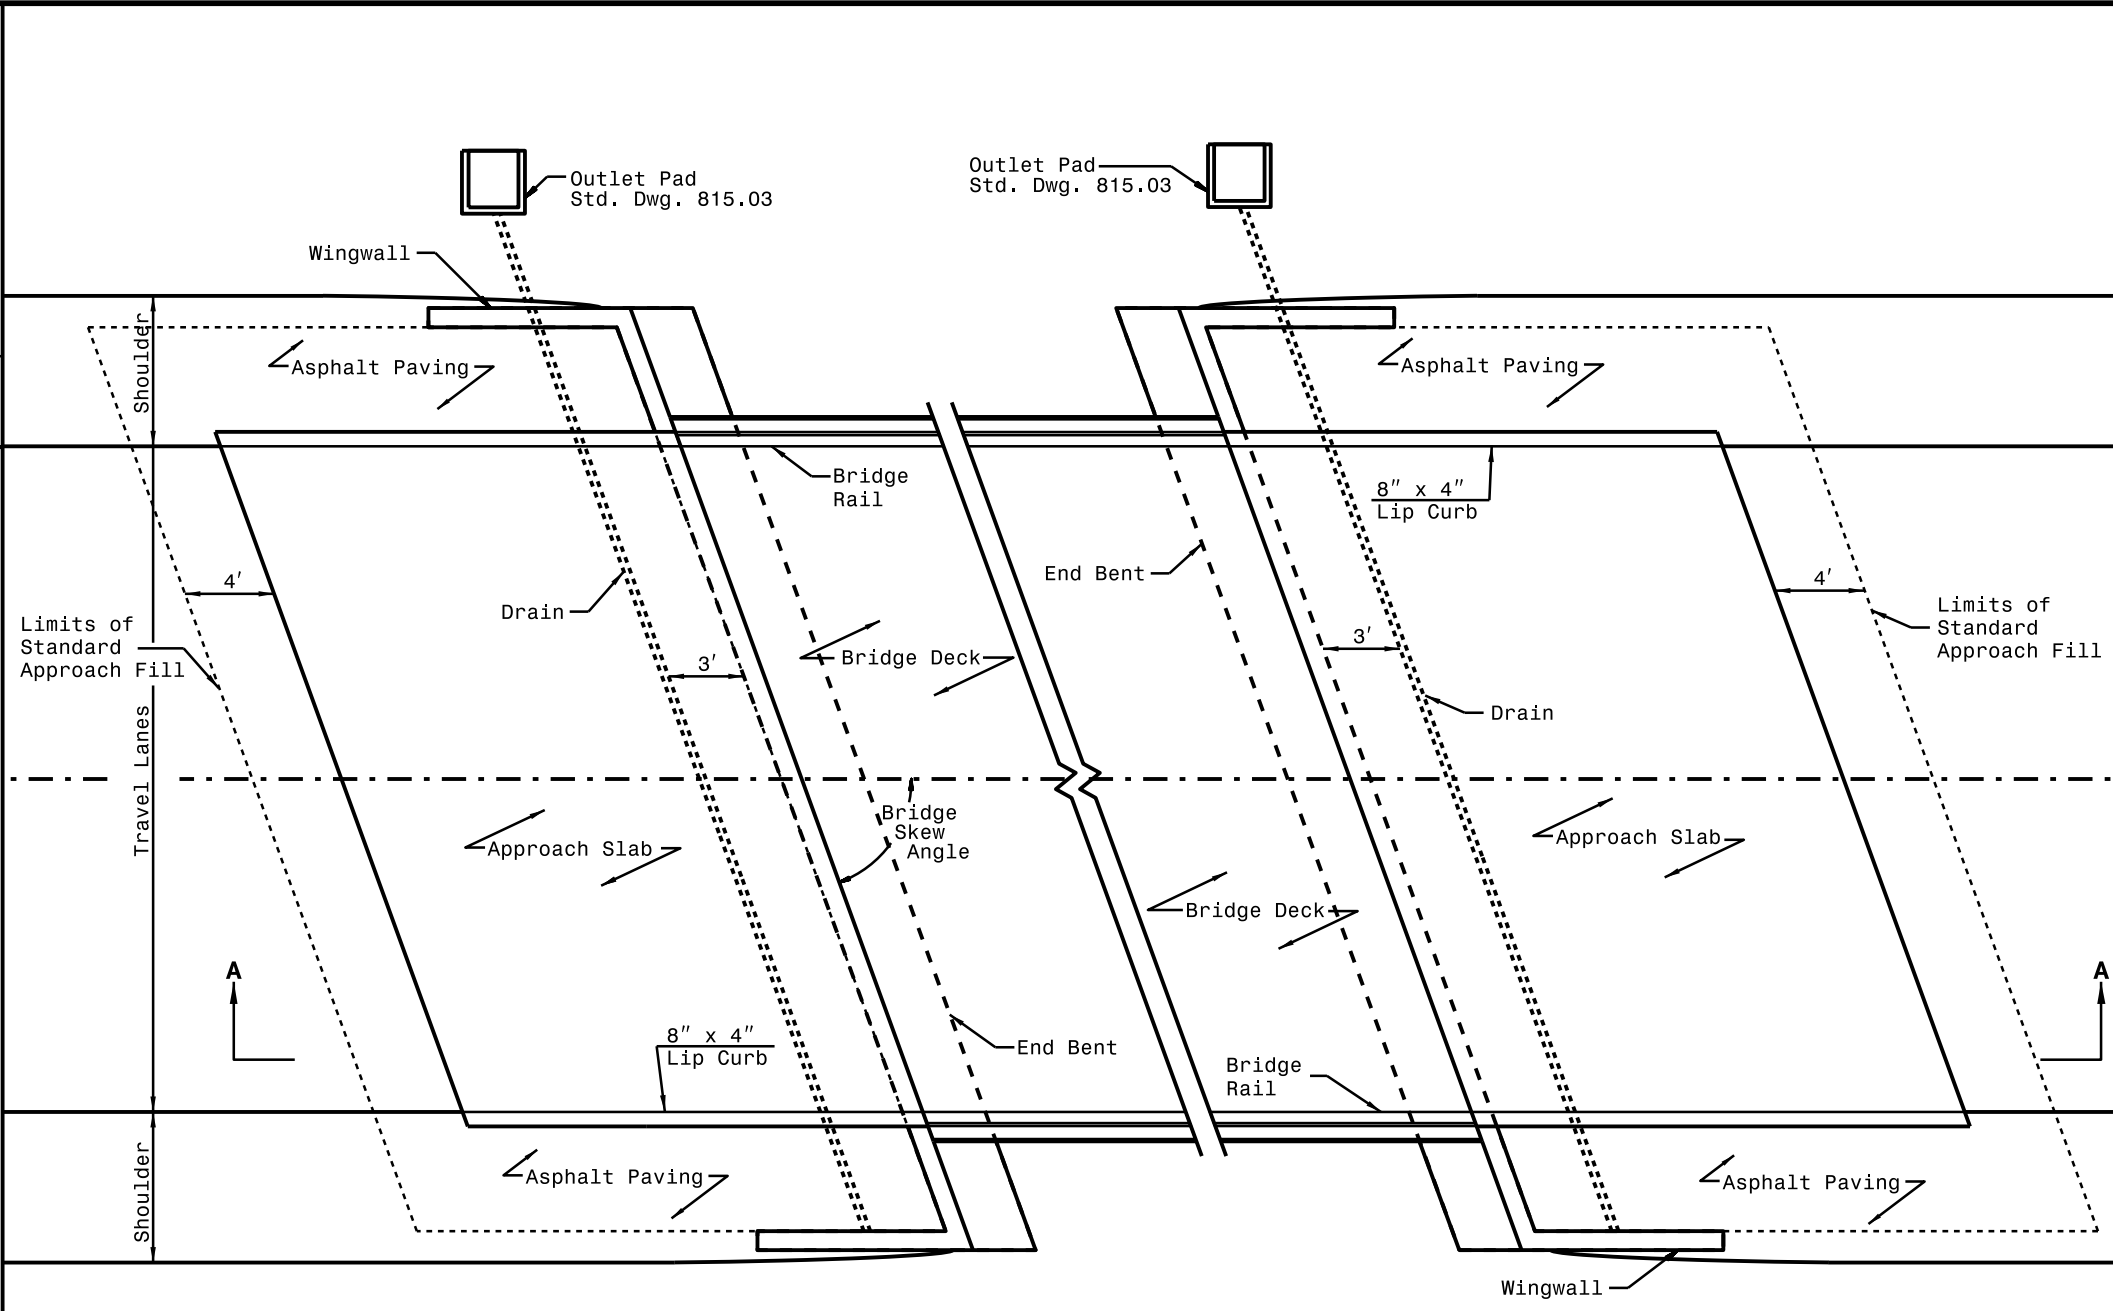 Outlet Pad
Std. Dwg. 815.03
Outlet Pad
Std. Dwg. 815.03
Wingwall
Shoulder
Asphalt Paving
Asphalt Paving
Bridge
Rail
8" x 4"
Lip Curb
4'
Drain
End Bent
4'
Limits of
Standard
Approach Fill
Limits of
Standard
Approach Fill
3'
Bridge Deck
3'
Drain
Travel Lanes
Bridge
Skew
Angle
Approach Slab
Approach Slab
Bridge Deck
A
A
8" x 4"
Lip Curb
End Bent
Bridge
Rail
Shoulder
Asphalt Paving
Asphalt Paving
Wingwall